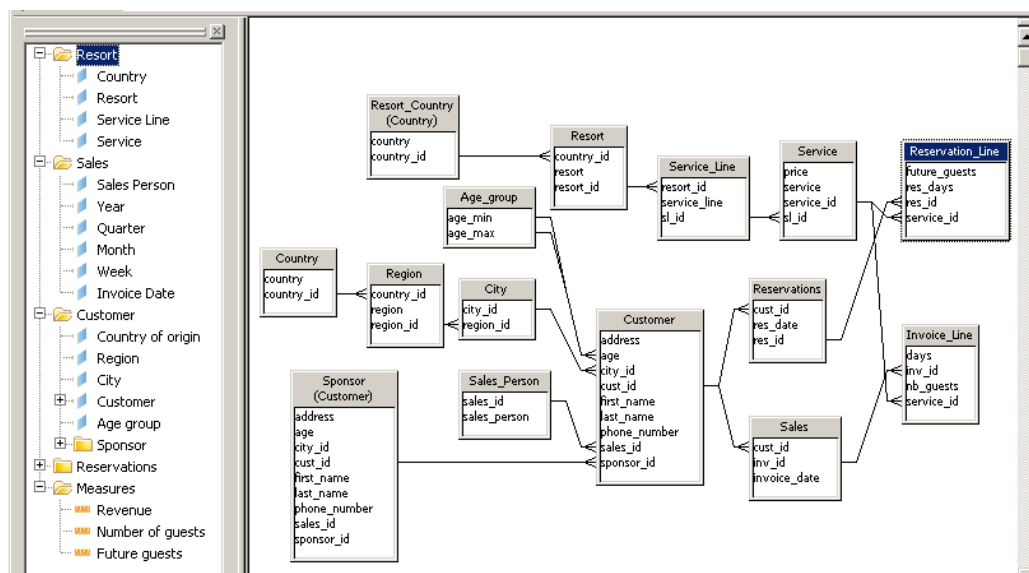 Resort
Country
Resort
Service Line
Service
Sales
Sales Person
Year
Quarter
Month
Week
Invoice Date
Customer
Country of origin
Region
City
Customer
Age group
Sponsor
Reservations
Measures
Revenue
Number of guests
Future guests
Resort_Country
(Country)
country
country_id
Resort
country_id
resort
resort_id
Service_Line
resort_id
service_line
sl_id
Service
price
service
service_id
sl_id
Reservation_Line
future_guests
res_days
res_id
service_id
Age_group
age_min
age_max
Country
country
country_id
Region
country_id
region
region_id
City
city_id
region_id
Customer
address
age
city_id
cust_id
first_name
last_name
phone_number
sales_id
sponsor_id
Reservations
cust_id
res_date
res_id
Invoice_Line
days
inv_id
nb_guests
service_id
Sponsor
(Customer)
address
age
city_id
cust_id
first_name
last_name
phone_number
sales_id
sponsor_id
Sales_Person
sales_id
sales_person
Sales
cust_id
inv_id
invoice_date